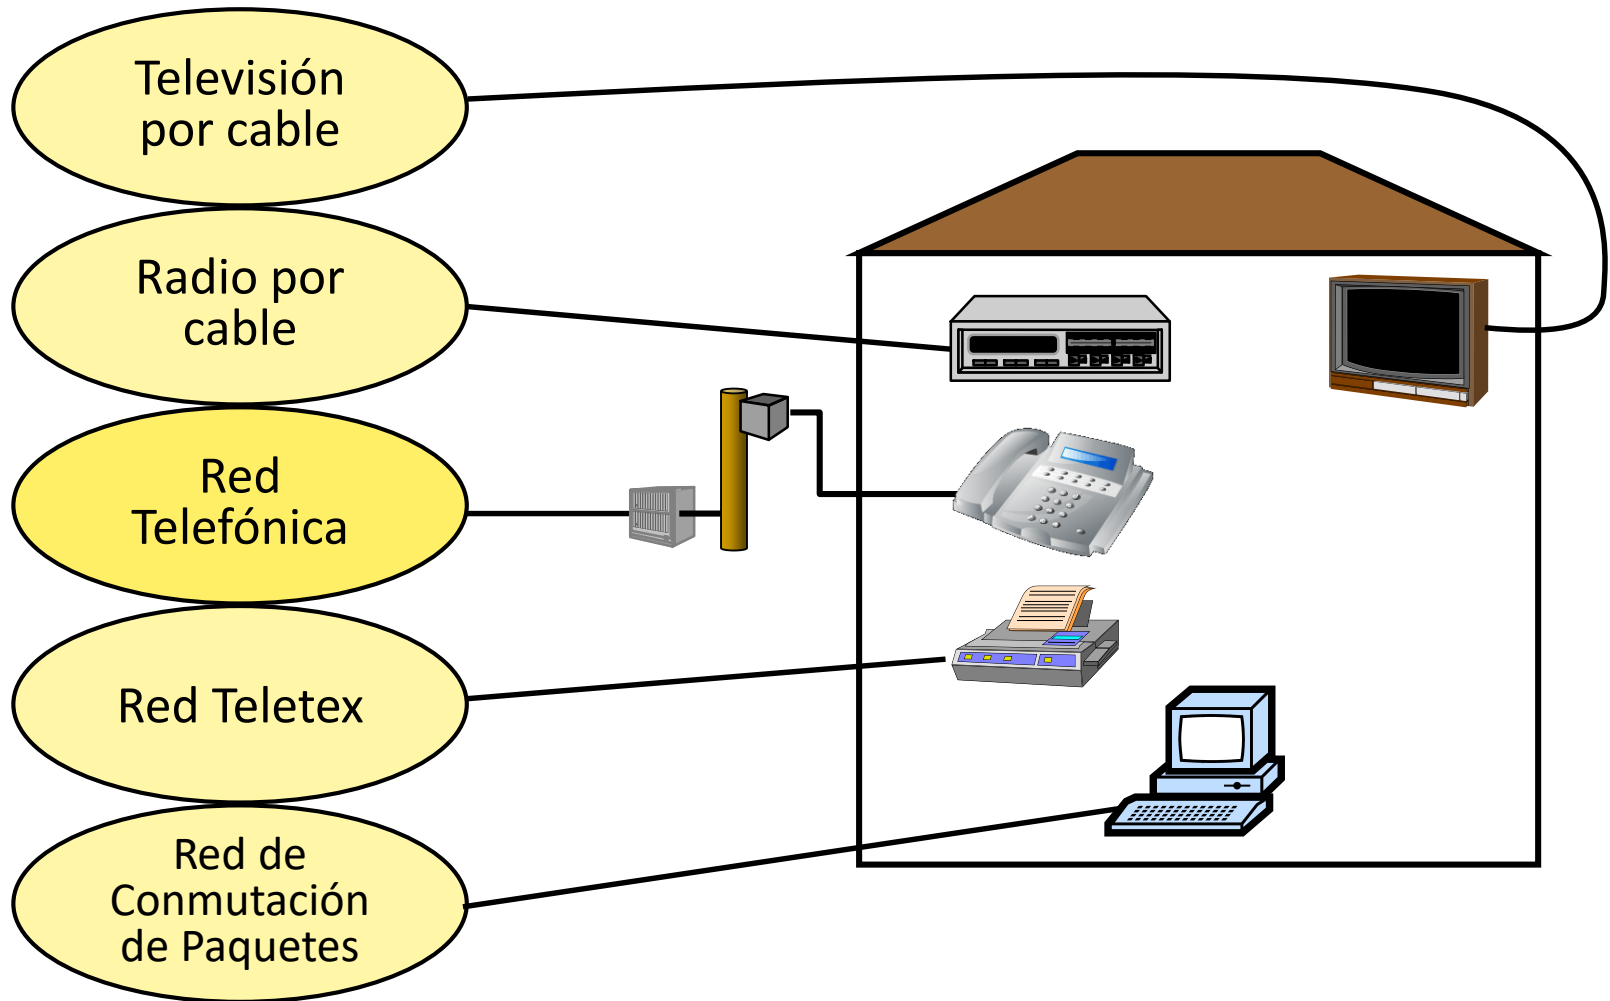 Televisión
por cable
Radio por
cable
Red
Telefónica
Red Teletex
Red de
Conmutación
de Paquetes